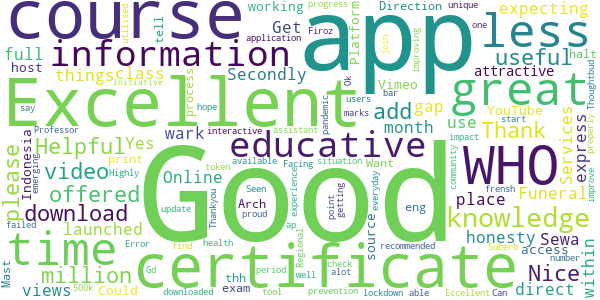 course app less
information expecting working Get Direction Platform tell
progress utilised join initiative unique one
Firoz application improving
full things class Secondly useful attractive halt
host process Vimeo
Excellent great
Thoughtbud
say hope Ok bar users marks interactive pandemic
Professor Indonesia emerging please
Helpful Yes wark add gap YouTube use Thank express
month start properly
educative WHO
video print assistant Online available Facing situation Want everyday
impact community Services improve
offered Highly token
download launched Thankyou Seen update proud Arch
experience ap point getting eng source
place Funeral
knowledge
Good
time certificate
honesty Sewa
failed Mast Error Gd million find health
thh Regional check alot recommended frensh superb
access number within
views Could 500k downloaded exam tool period well prevention lockdown able
Nice Eccellent Can direct